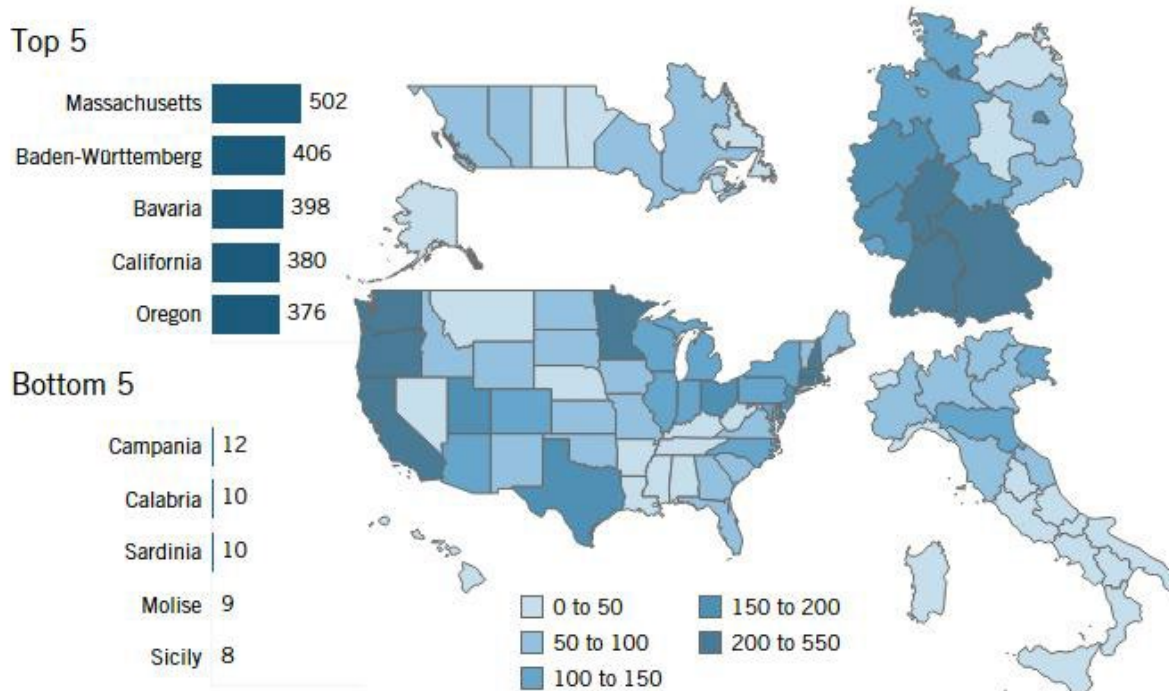 Top 5
Massachusetts 502
Baden-Württemberg 406
Bavaria 398
California 380
Oregon 376
Bottom 5
Campania 12
Calabria 10
Sardinia 10
Molise 9
Sicily 8
0 to 50
50 to 100
100 to 150
150 to 200
200 to 550